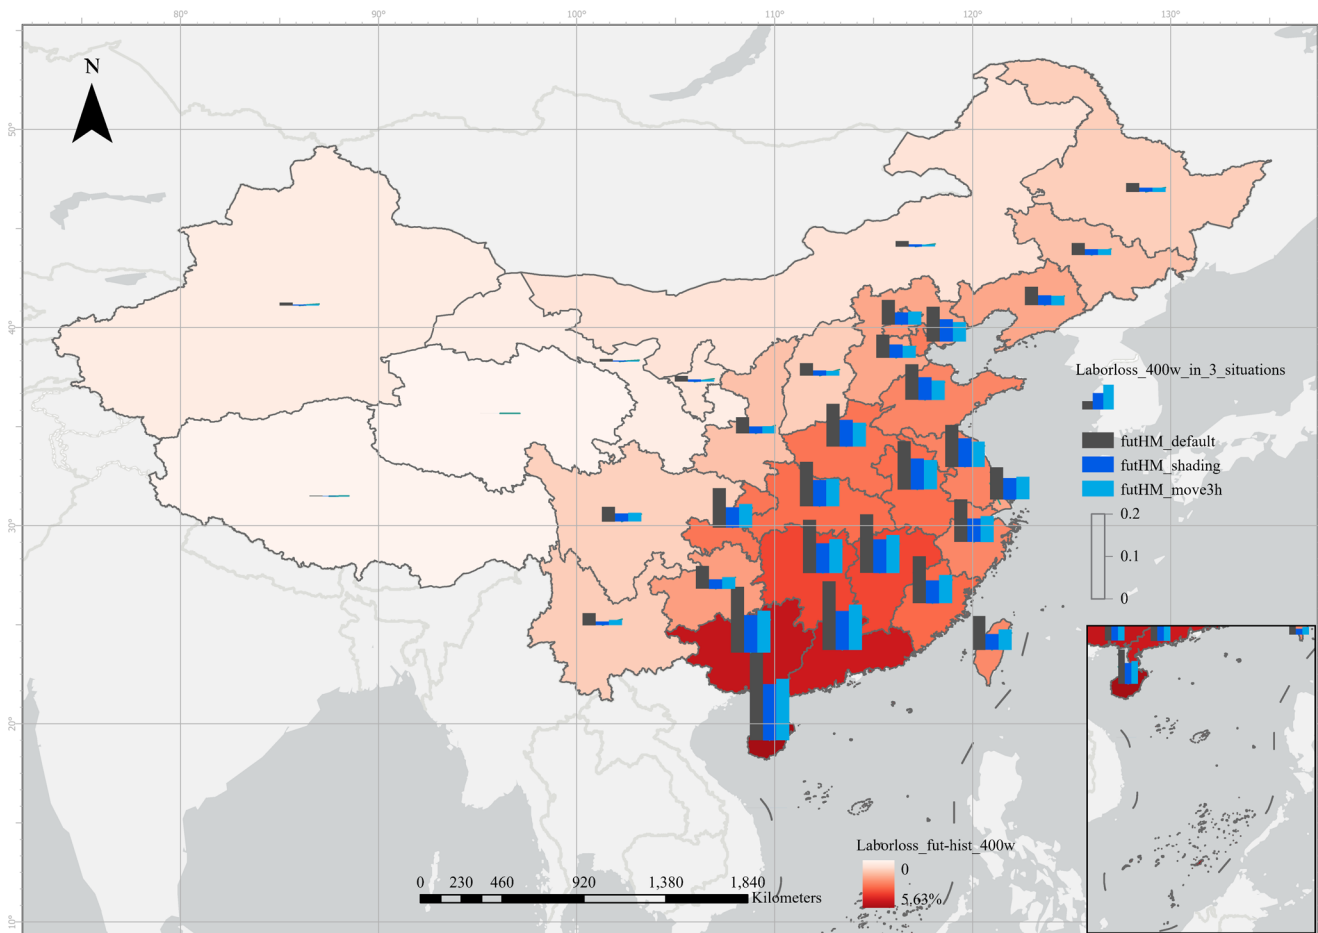 80° 90° 100° 110° 120° 130°
N
50°
40°
Laborloss_400w_in_3_situations
futHM_default
futHM_shading
futHM_move3h
30°
0.2
0.1
0
20°
Laborloss_fut-hist_400w
0
5.63%
0 230 460 920 1,380 1,840
Kilometers
10°